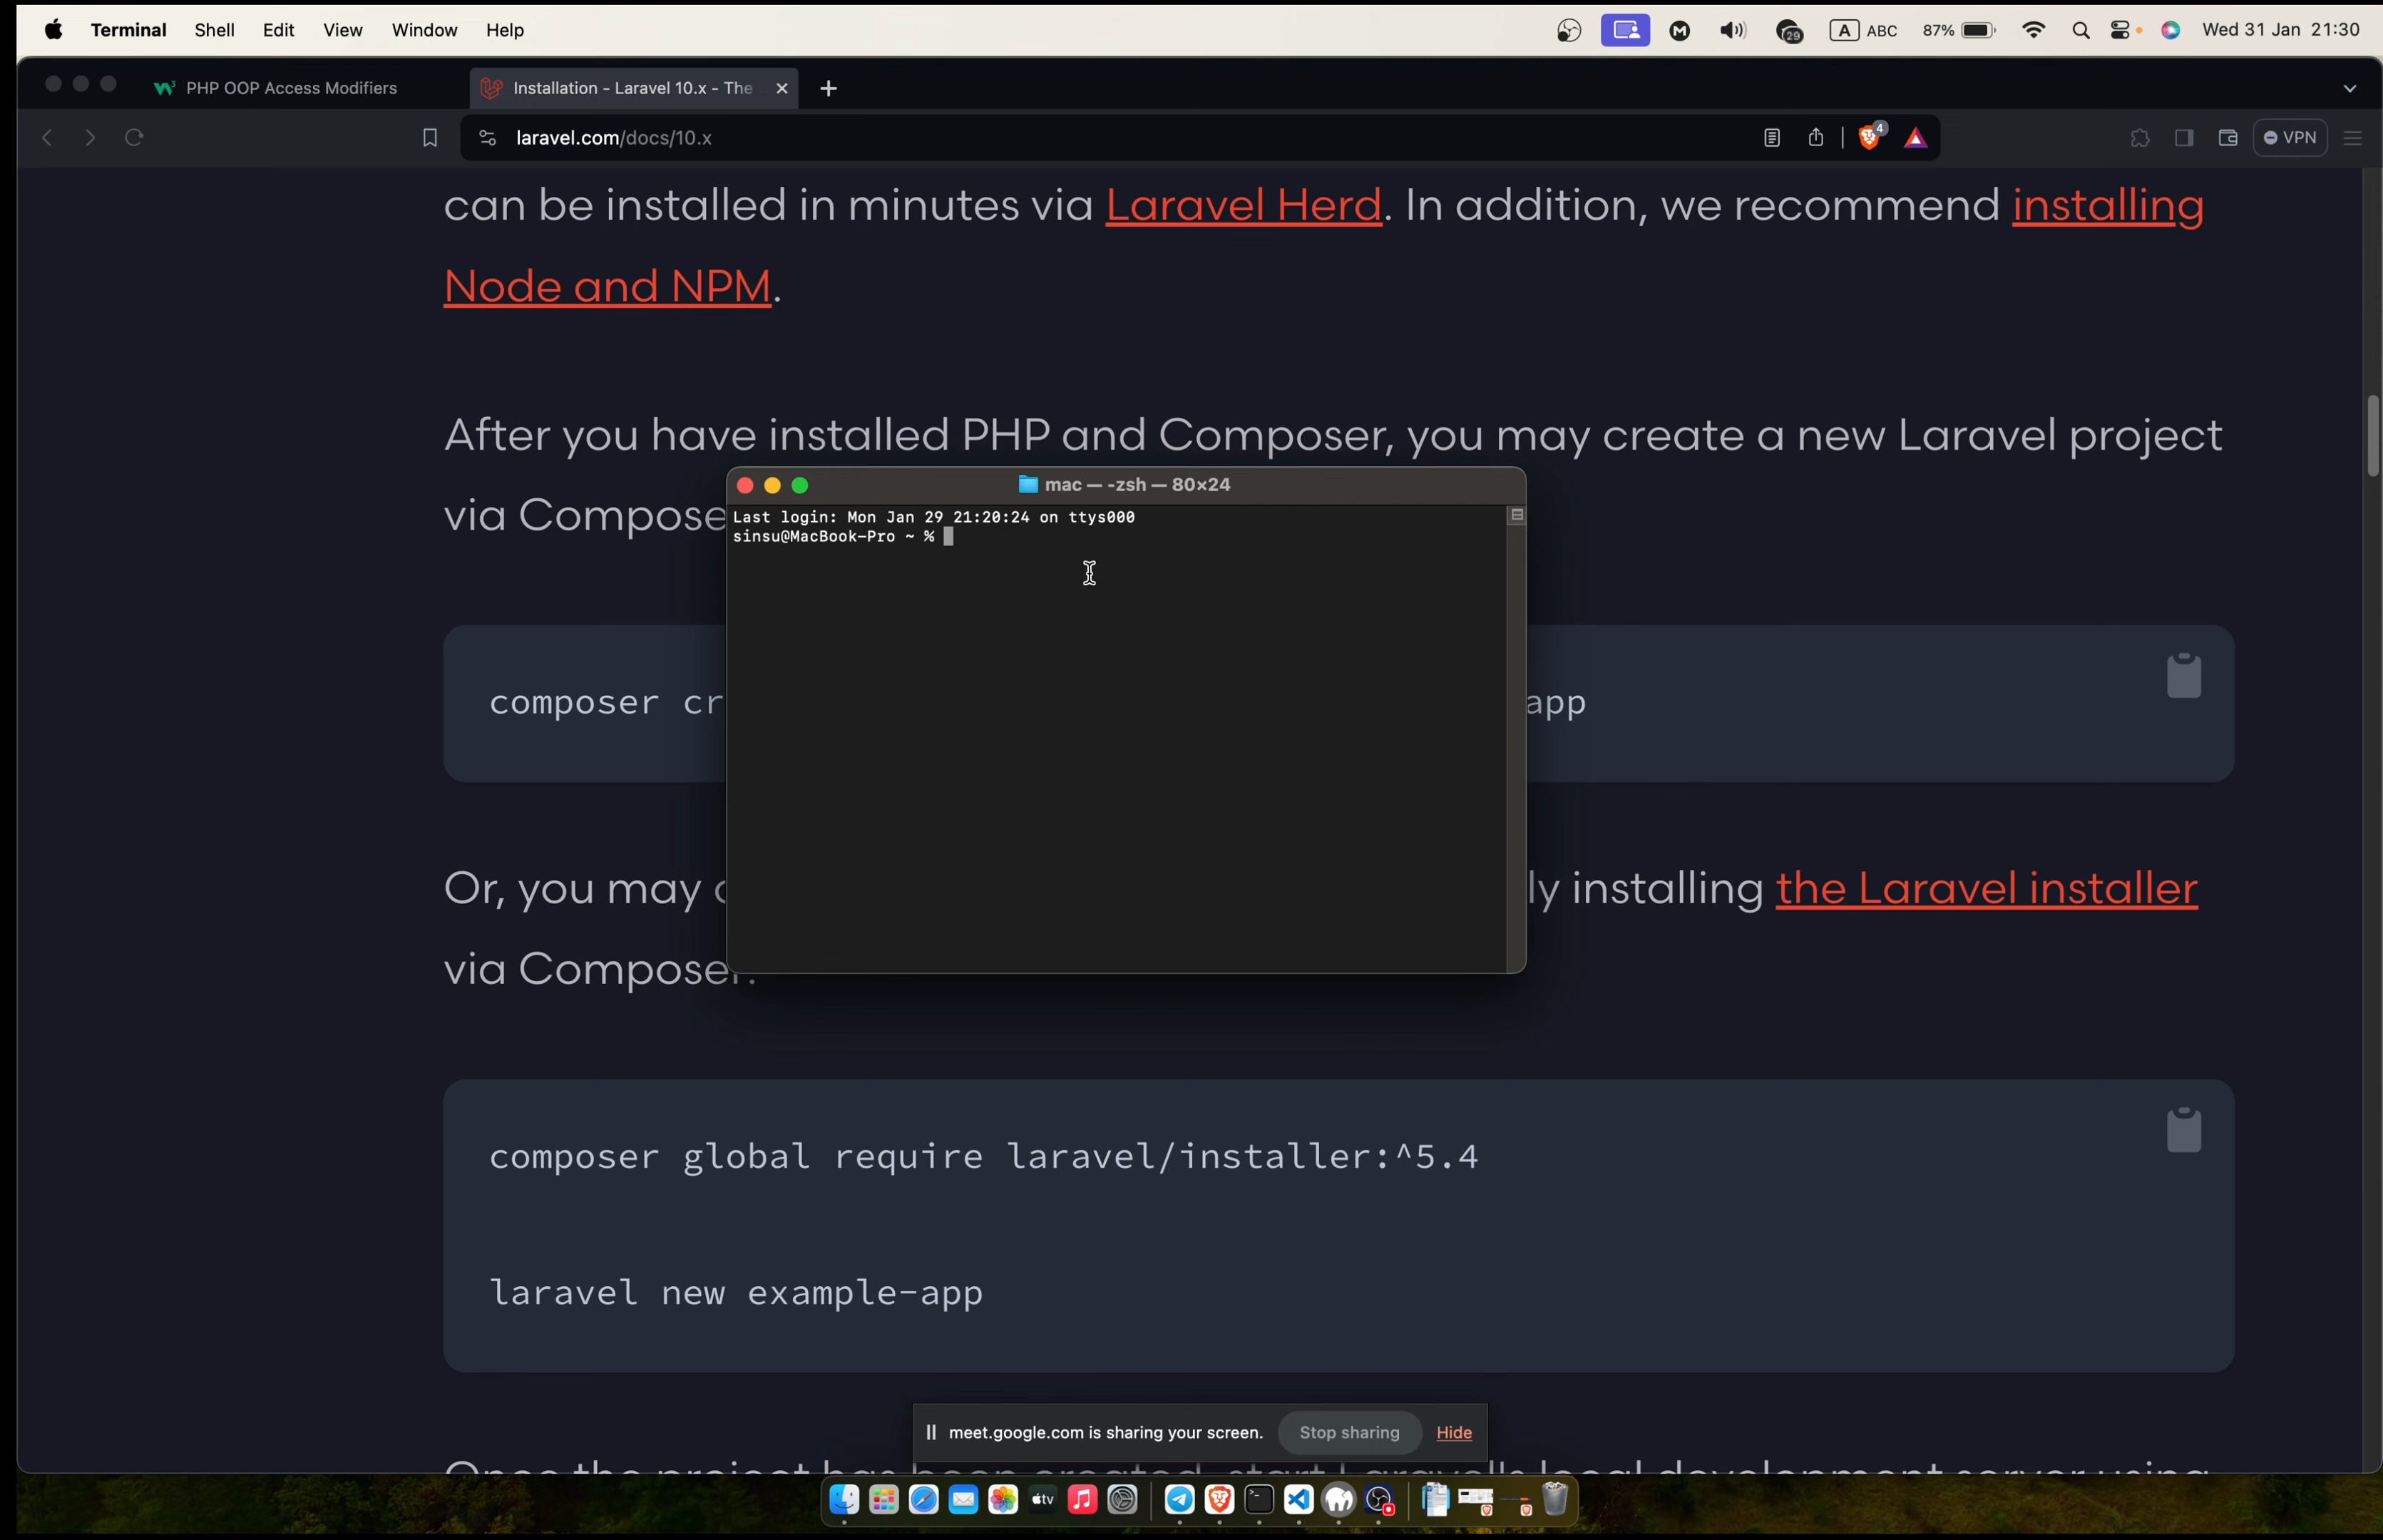 Terminal Shell Edit View Window Help 29 A ABC 87% Wed 31 Jan 21:30
PHP OOP Access Modifiers Installation - Laravel 10.x - The
laravel.com/docs/10.x 4 VPN
can be installed in minutes via Laravel Herd. In addition, we recommend installing
Node and NPM.
After you have installed PHP and Composer, you may create a new Laravel project
via Compose
mac — -zsh — 80×24
Last login: Mon Jan 29 21:20:24 on ttys000
sinsu@MacBook-Pro ~ %
composer cr app
Or, you may ly installing the Laravel installer
via Composer:
composer global require laravel/installer:^5.4
laravel new example-app
meet.google.com is sharing your screen. Stop sharing Hide
tv